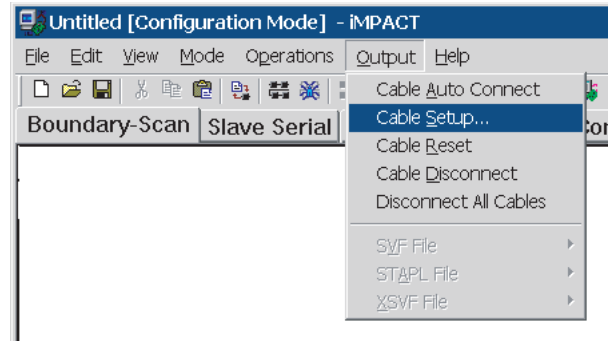 Untitled [Configuration Mode] - iMPACT
File Edit View Mode Operations Output Help
Boundary-Scan Slave Serial
Cable Auto Connect
Cable Setup...
Cable Reset
Cable Disconnect
Disconnect All Cables
SVF File
STAPL File
XSVF File